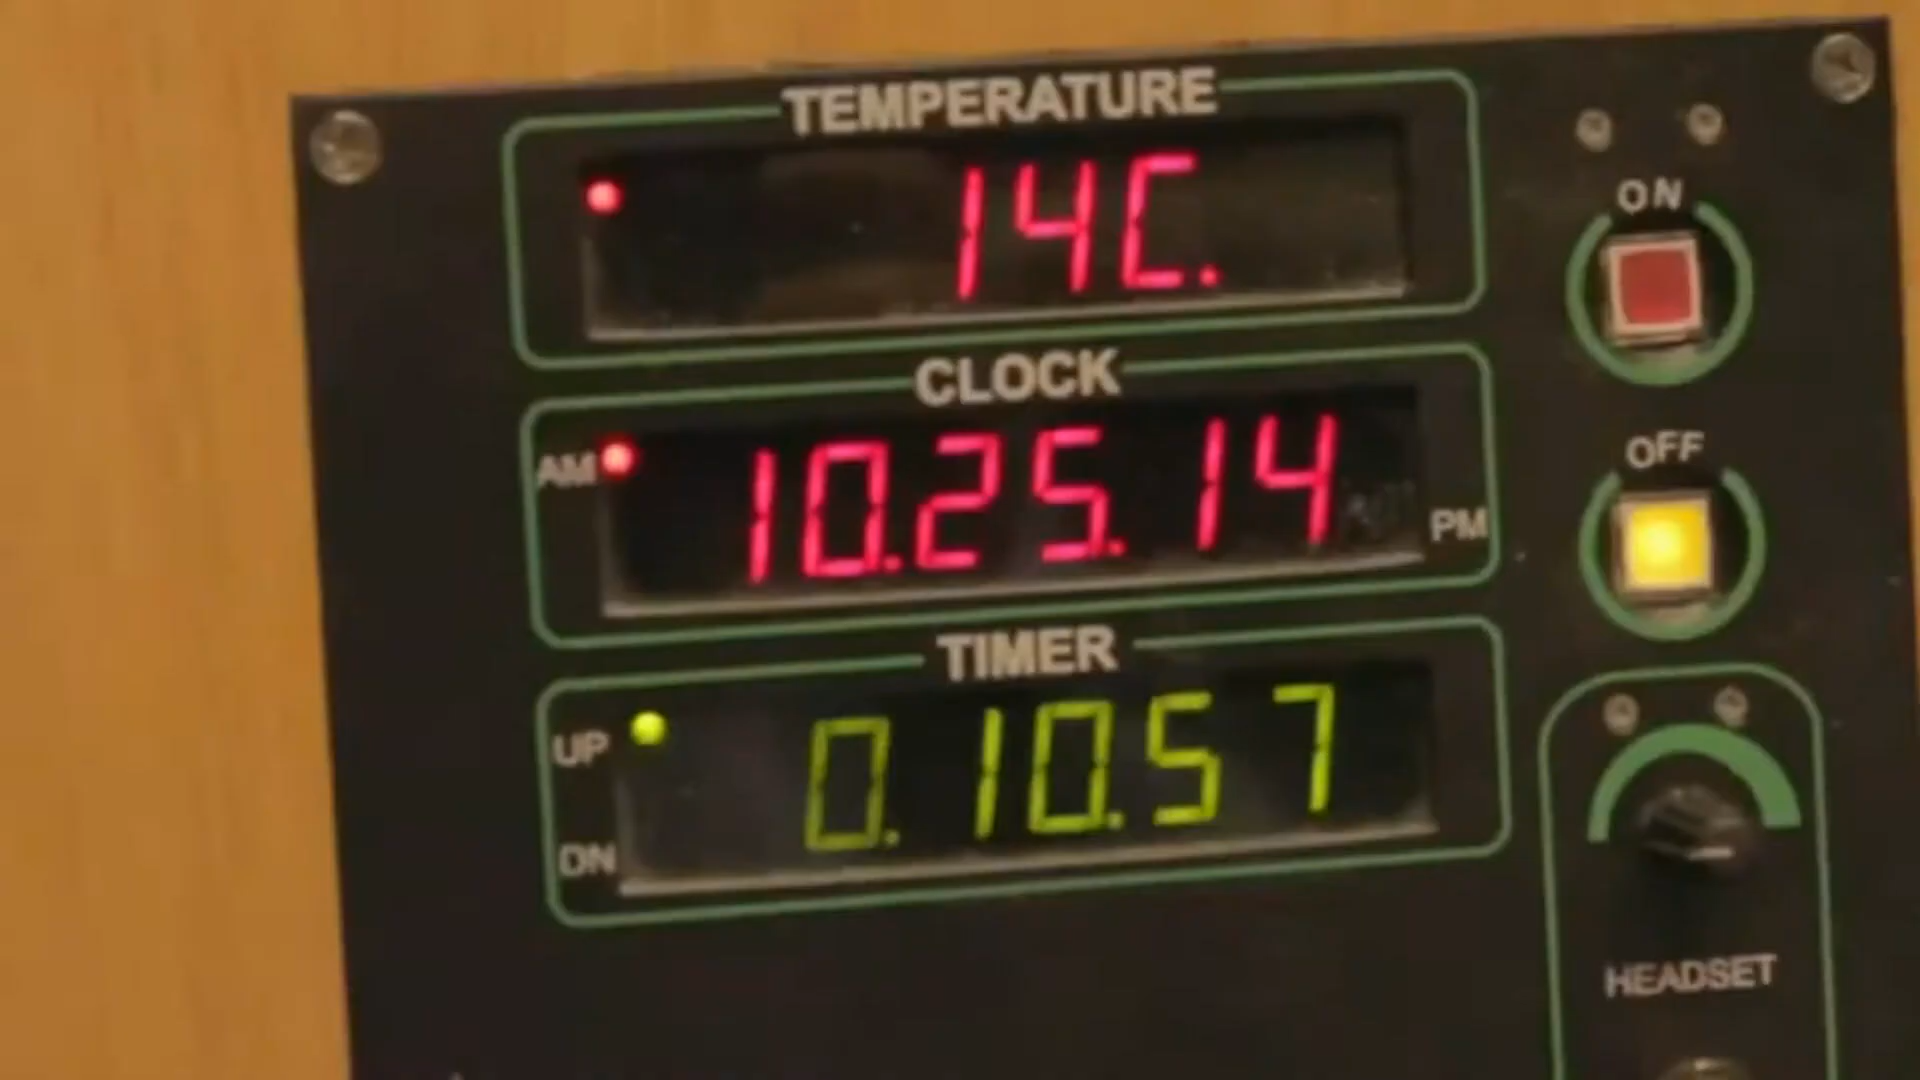 TEMPERATURE
14C.
ON
CLOCK
AM 10.25.14 PM
OFF
TIMER
UP 0.10.57
DN
HEADSET